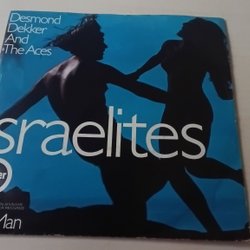 Desmond
Dekker
And
The Aces
sraelites
Man